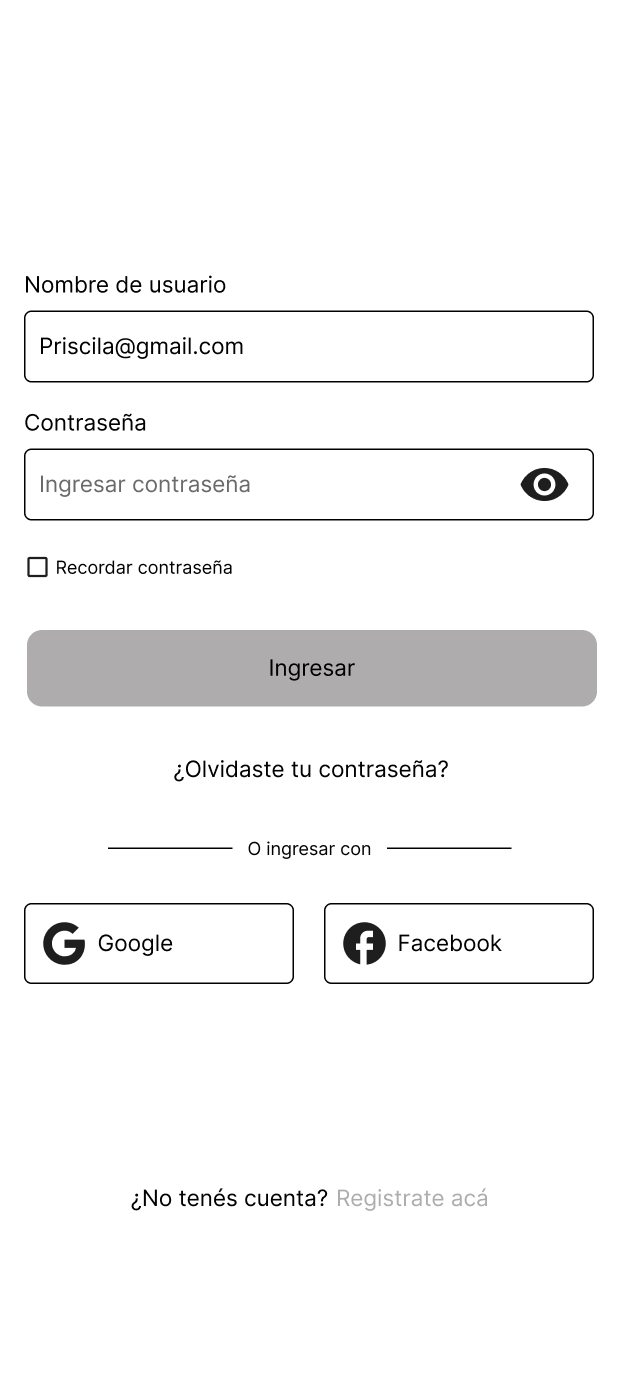 Nombre de usuario
Priscila@gmail.com
Contraseña
Ingresar contraseña
Recordar contraseña
Ingresar
¿Olvidaste tu contraseña?
O ingresar con
Google
Facebook
¿No tenés cuenta? Registrate acá